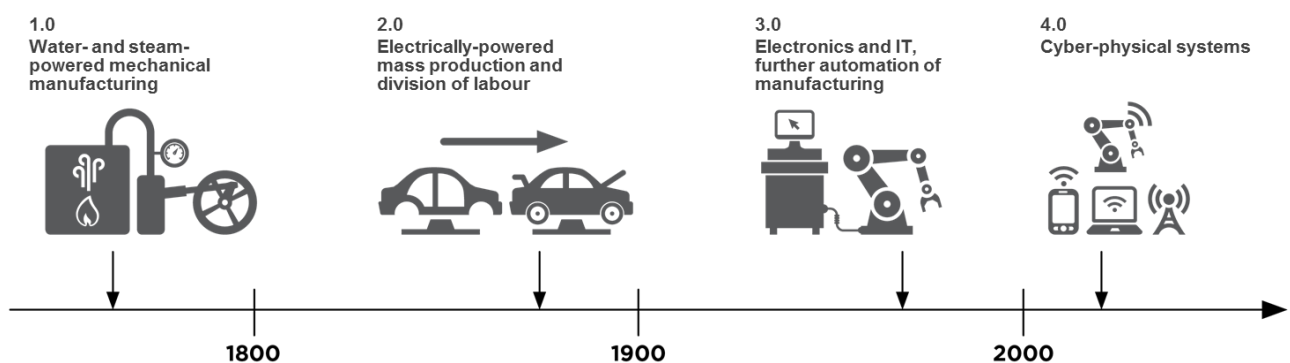 1.0
Water- and steam-
powered mechanical
manufacturing
2.0
Electrically-powered
mass production and
division of labour
3.0
Electronics and IT,
further automation of
manufacturing
4.0
Cyber-physical systems
1800
1900
2000